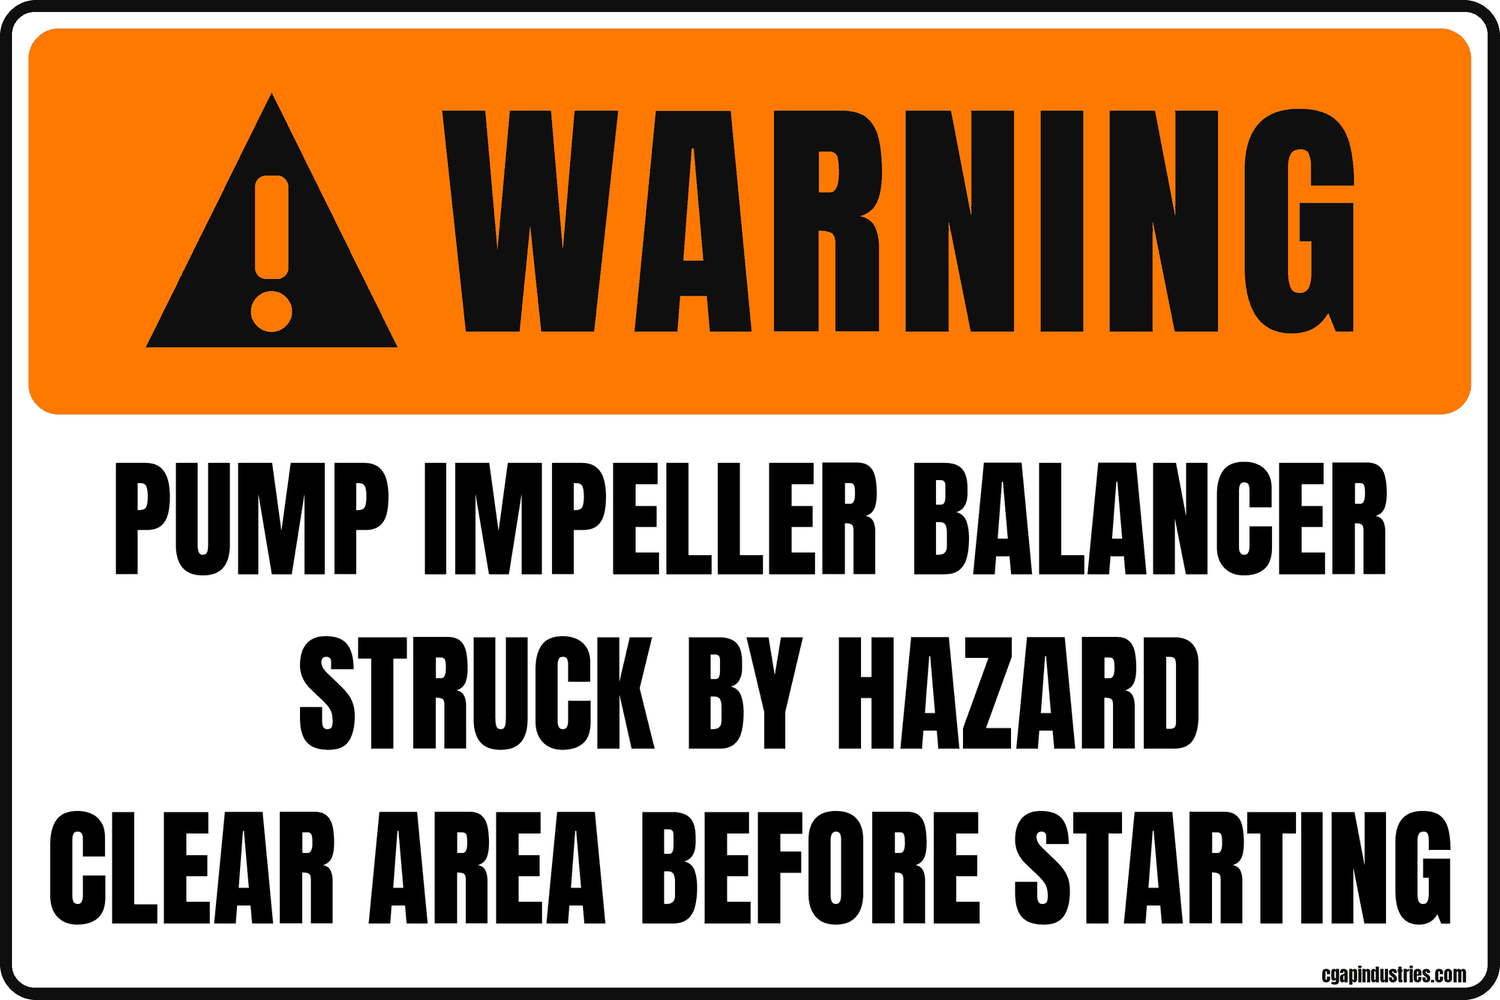 WARNING
PUMP IMPELLER BALANCER
STRUCK BY HAZARD
CLEAR AREA BEFORE STARTING
cgapindustries.com